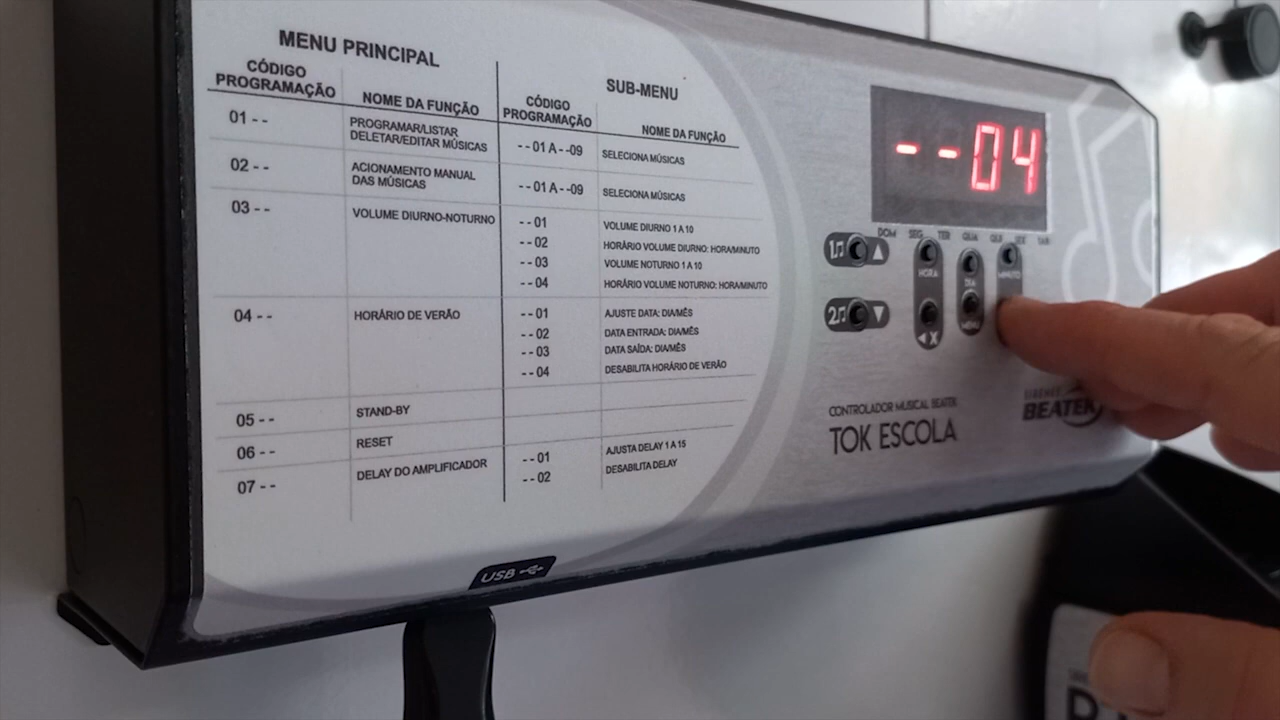 MENU PRINCIPAL
CÓDIGO
PROGRAMAÇÃO
NOME DA FUNÇÃO
SUB-MENU
CÓDIGO
PROGRAMAÇÃO
NOME DA FUNÇÃO
01 - -
PROGRAMAR/LISTAR
DELETAR/EDITAR MÚSICAS
- - 01 A - -09
SELECIONA MÚSICAS
02 - -
ACIONAMENTO MANUAL
DAS MÚSICAS
- - 01 A - -09
SELECIONA MÚSICAS
03 - -
VOLUME DIURNO-NOTURNO
- - 01
VOLUME DIURNO 1 A 10
- - 02
HORÁRIO VOLUME DIURNO: HORA/MINUTO
- - 03
VOLUME NOTURNO 1 A 10
- - 04
HORÁRIO VOLUME NOTURNO: HORA/MINUTO
04 - -
HORÁRIO DE VERÃO
- - 01
AJUSTE DATA: DIA/MÊS
- - 02
DATA ENTRADA: DIA/MÊS
- - 03
DATA SAÍDA: DIA/MÊS
- - 04
DESABILITA HORÁRIO DE VERÃO
05 - -
STAND-BY
06 - -
RESET
07 - -
DELAY DO AMPLIFICADOR
- - 01
AJUSTA DELAY 1 A 15
- - 02
DESABILITA DELAY
USB
--04
DOM SEG TER QUA QUI SEX SAB
1♫ ▲
HORA
DIA
MINUTO
2♫ ▼
MENU
◀ X
CONTROLADOR MUSICAL BEATEK
TOK ESCOLA
SIRENES
BEATEK